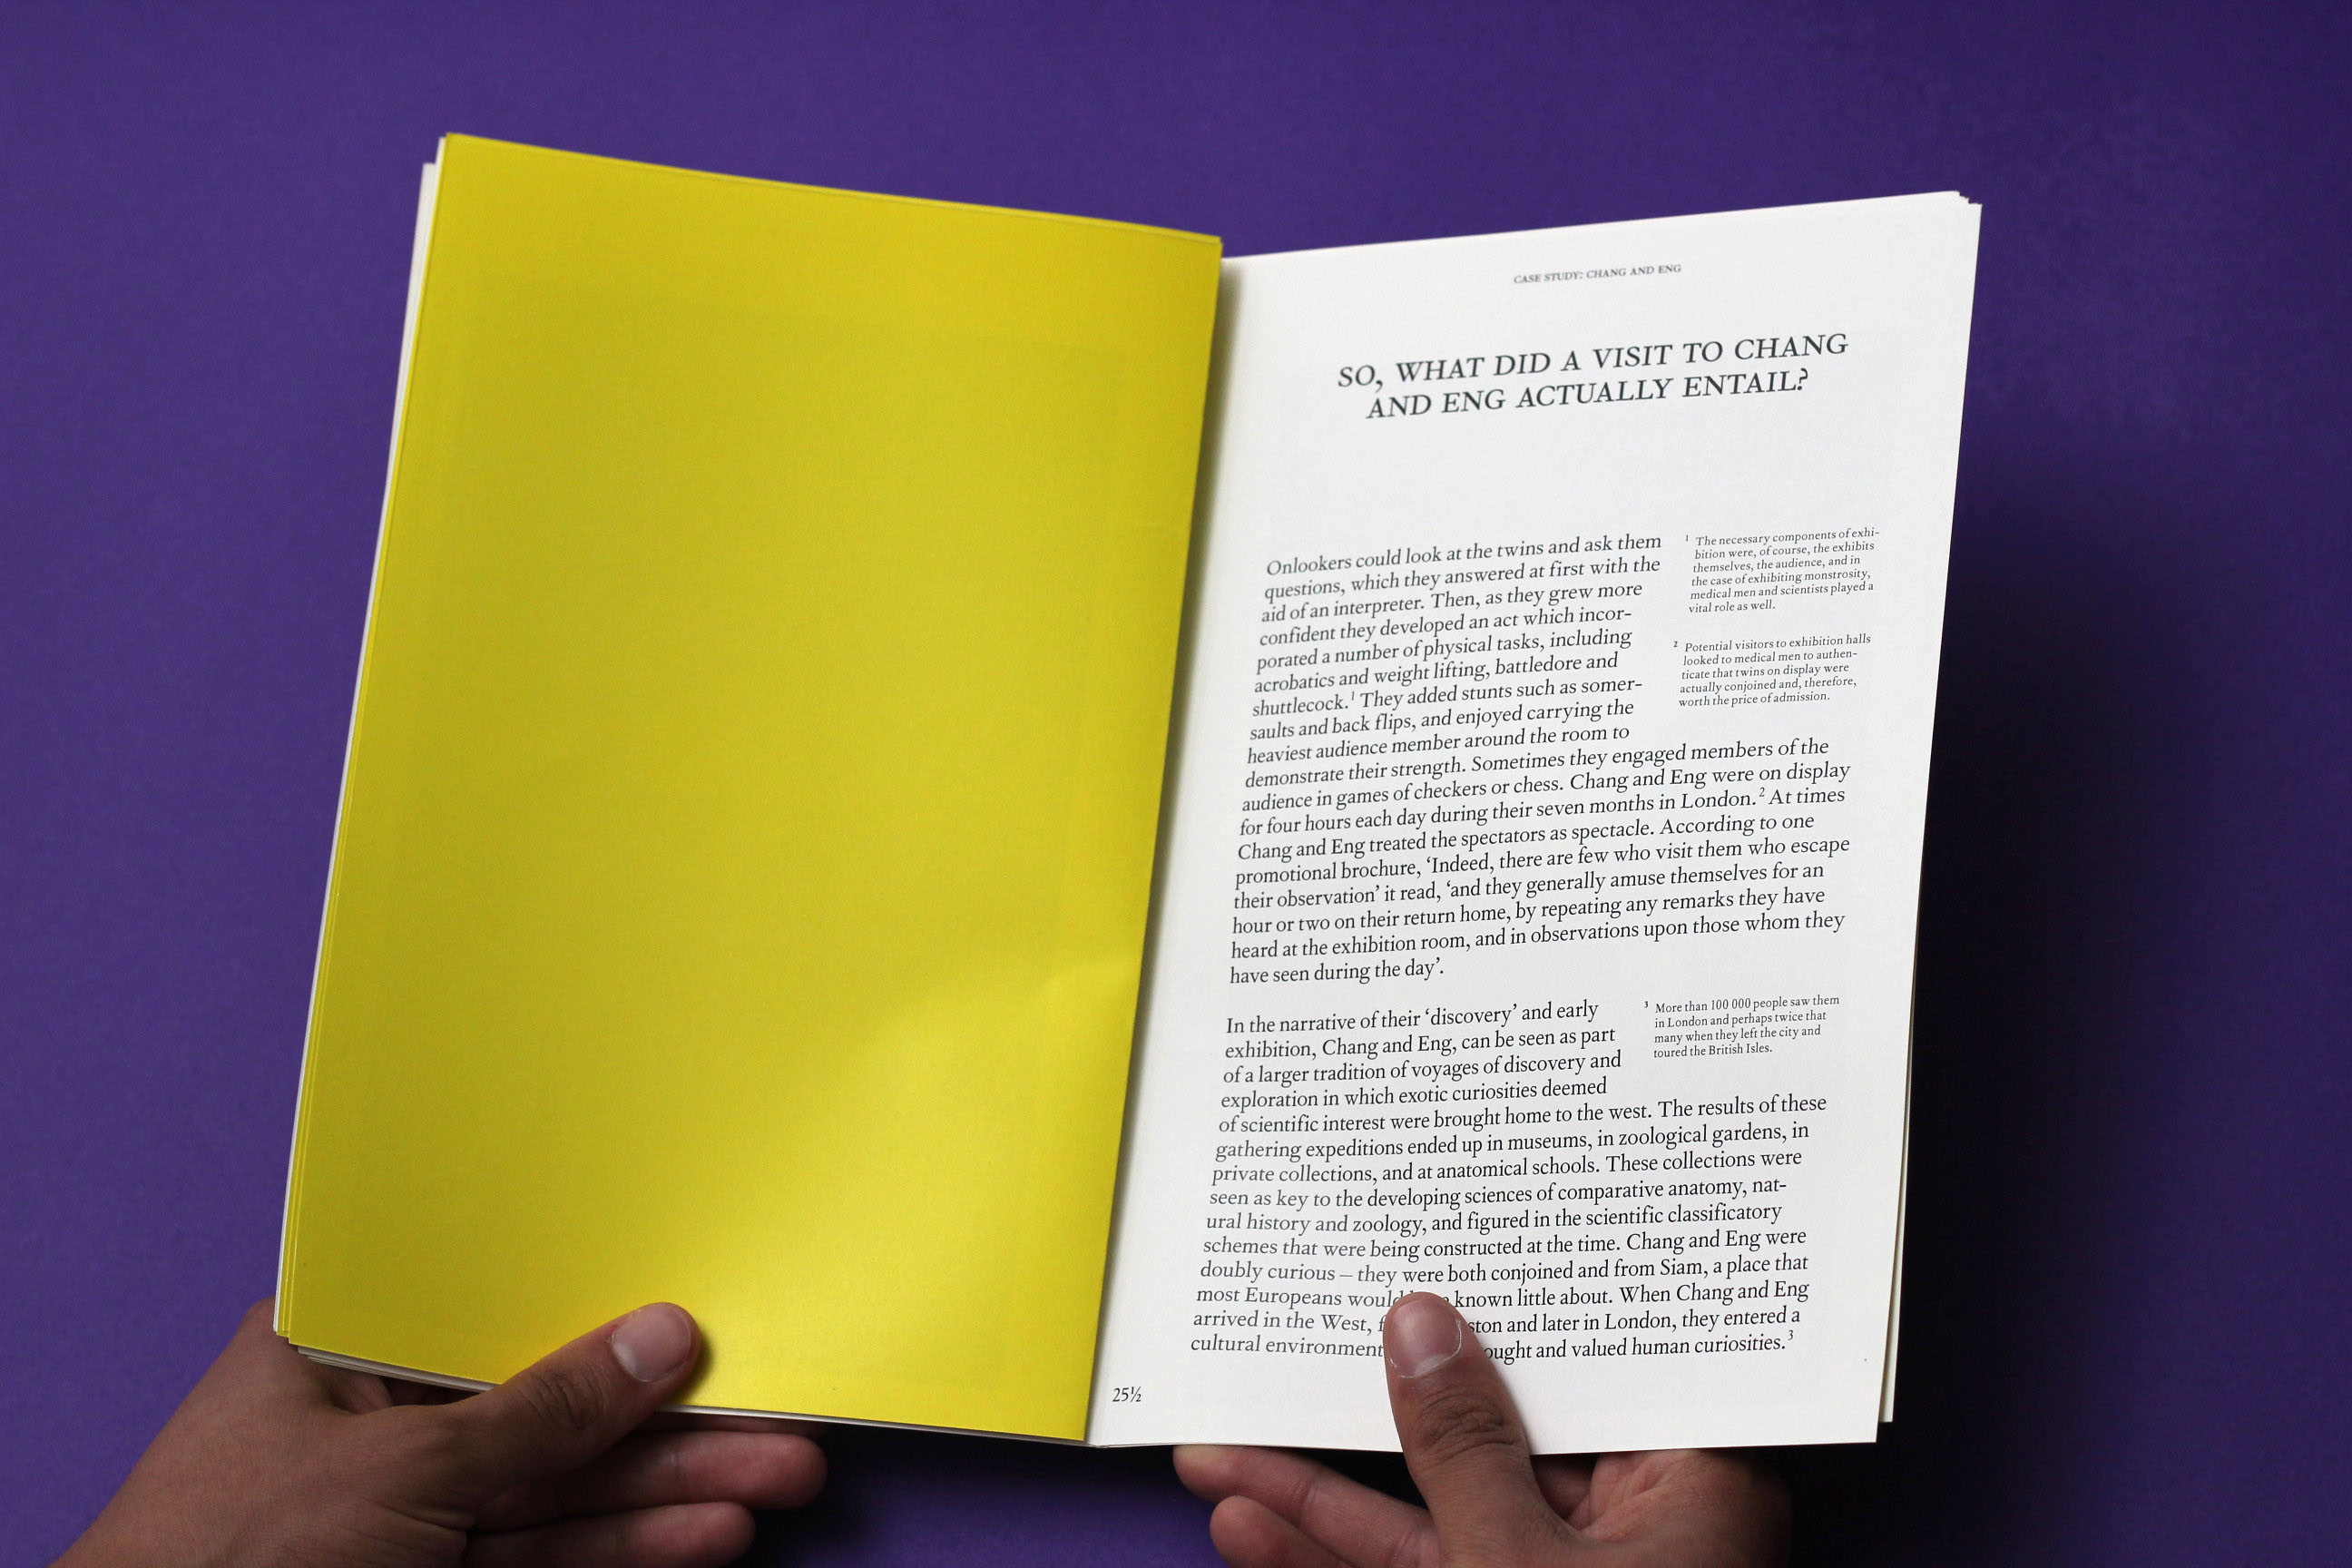 CASE STUDY: CHANG AND ENG
SO, WHAT DID A VISIT TO CHANG
AND ENG ACTUALLY ENTAIL?
Onlookers could look at the twins and ask them
questions, which they answered at first with the
aid of an interpreter. Then, as they grew more
confident they developed an act which incor-
porated a number of physical tasks, including
acrobatics and weight lifting, battledore and
shuttlecock.¹ They added stunts such as somer-
saults and back flips, and enjoyed carrying the
heaviest audience member around the room to
demonstrate their strength. Sometimes they engaged members of the
audience in games of checkers or chess. Chang and Eng were on display
for four hours each day during their seven months in London.² At times
Chang and Eng treated the spectators as spectacle. According to one
promotional brochure, ‘Indeed, there are few who visit them who escape
their observation’ it read, ‘and they generally amuse themselves for an
hour or two on their return home, by repeating any remarks they have
heard at the exhibition room, and in observations upon those whom they
have seen during the day’.
¹ The necessary components of exhi-
bition were, of course, the exhibits
themselves, the audience, and in
the case of exhibiting monstrosity,
medical men and scientists played a
vital role as well.
² Potential visitors to exhibition halls
looked to medical men to authen-
ticate that twins on display were
actually conjoined and, therefore,
worth the price of admission.
In the narrative of their ‘discovery’ and early
exhibition, Chang and Eng, can be seen as part
of a larger tradition of voyages of discovery and
exploration in which exotic curiosities deemed
of scientific interest were brought home to the west. The results of these
gathering expeditions ended up in museums, in zoological gardens, in
private collections, and at anatomical schools. These collections were
seen as key to the developing sciences of comparative anatomy, nat-
ural history and zoology, and figured in the scientific classificatory
schemes that were being constructed at the time. Chang and Eng were
doubly curious – they were both conjoined and from Siam, a place that
most Europeans would known little about. When Chang and Eng
arrived in the West, and later in London, they entered a
cultural environment and valued human curiosities.³
³ More than 100 000 people saw them
in London and perhaps twice that
many when they left the city and
toured the British Isles.
25½